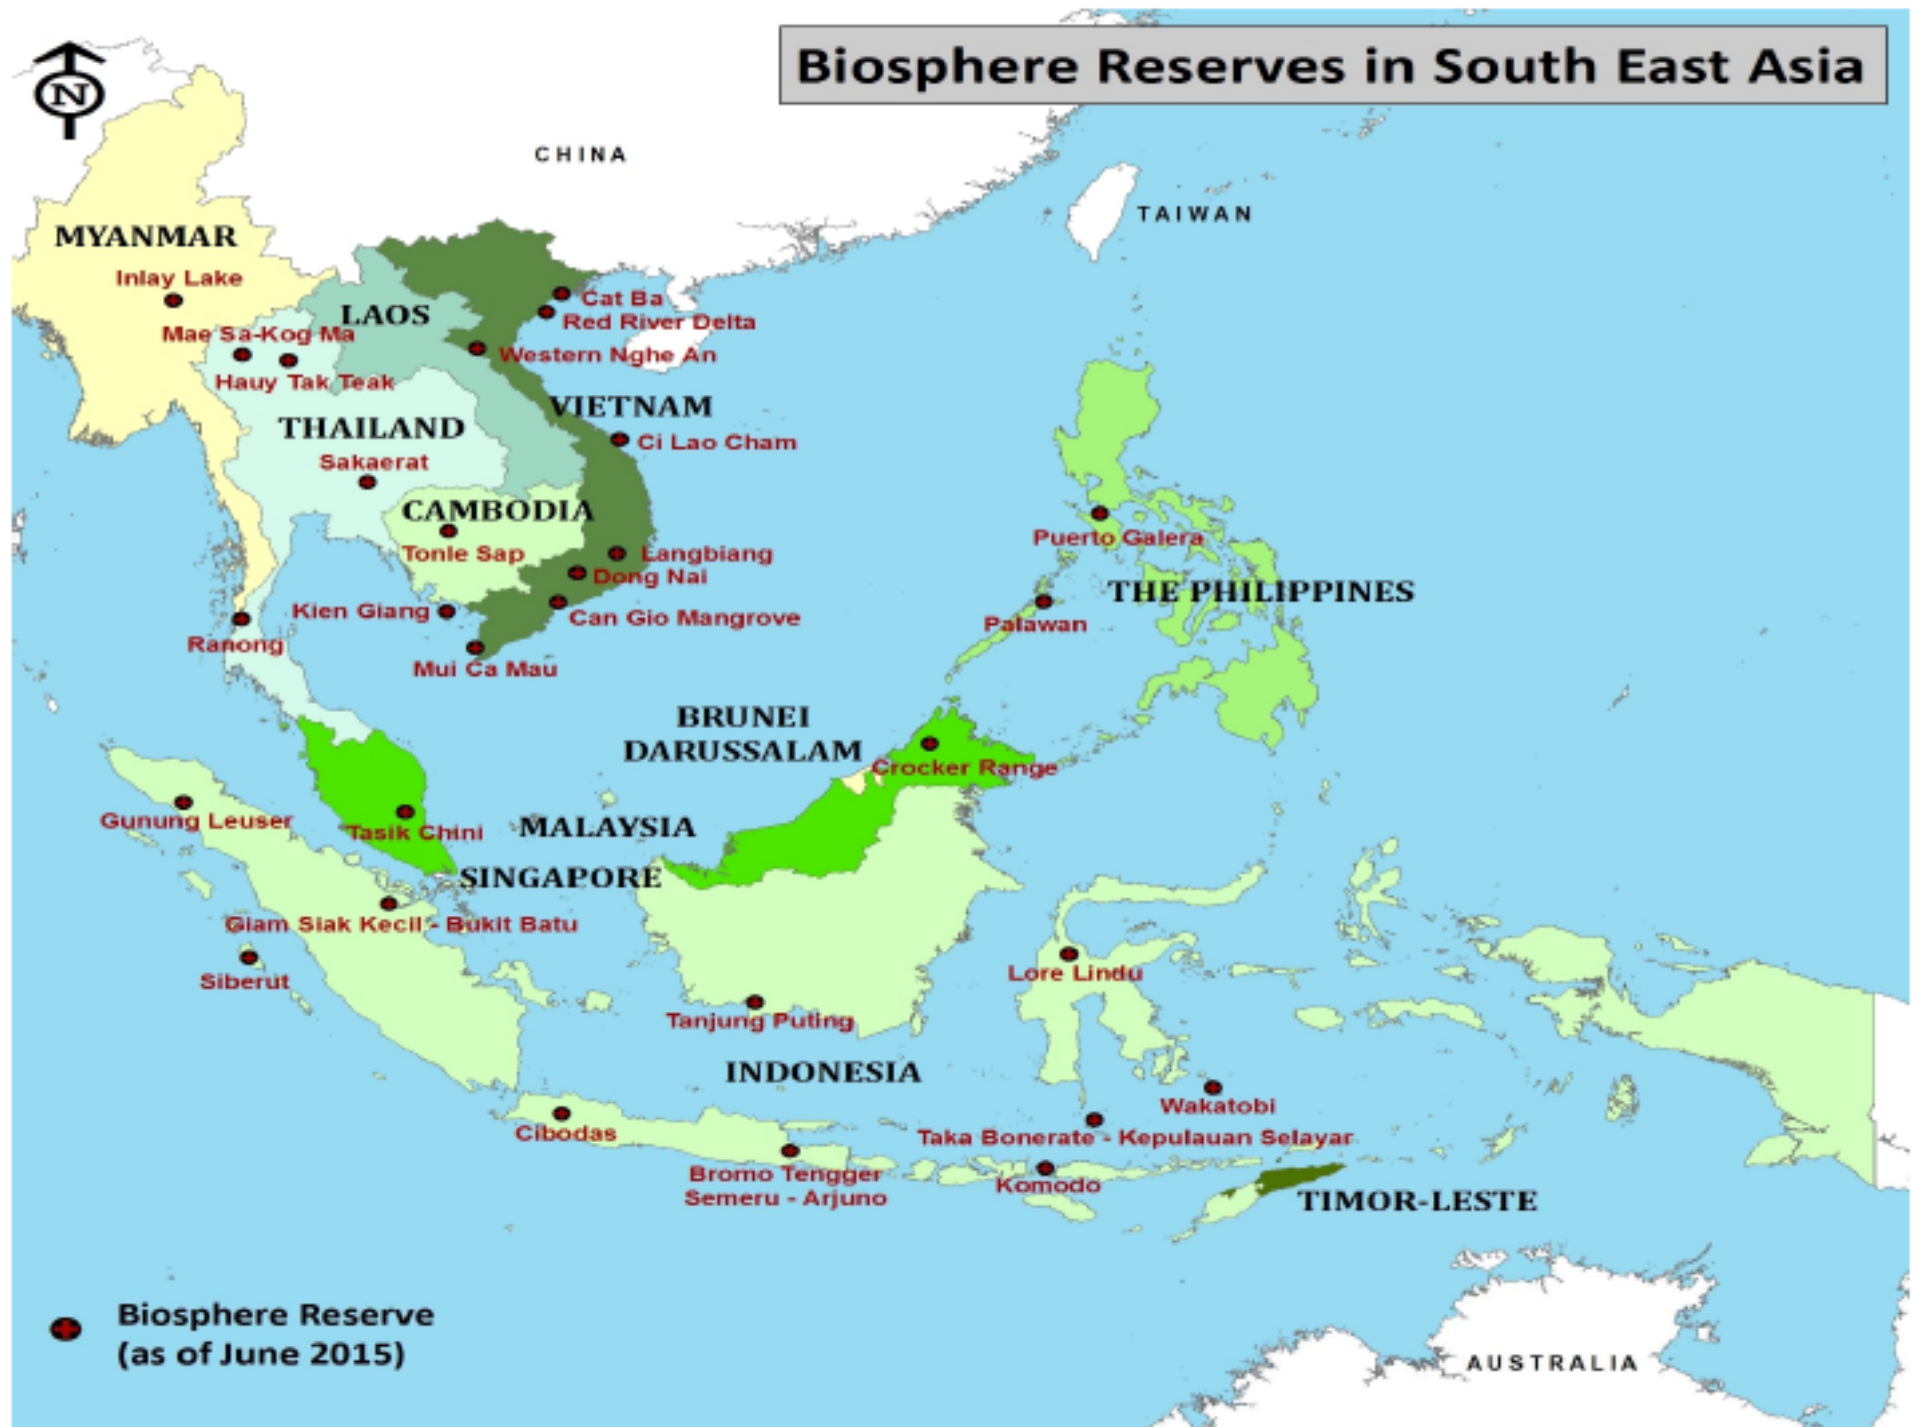 Biosphere Reserves in South East Asia
N
CHINA
TAIWAN
MYANMAR
Inlay Lake
LAOS
Cat Ba
Red River Delta
Mae Sa-Kog Ma
Western Nghe An
Hauy Tak Teak
VIETNAM
THAILAND
Ci Lao Cham
Sakaerat
CAMBODIA
Tonle Sap
Puerto Galera
Langbiang
Dong Nai
THE PHILIPPINES
Kien Giang
Can Gio Mangrove
Palawan
Ranong
Mui Ca Mau
BRUNEI
DARUSSALAM
Crocker Range
Gunung Leuser
Tasik Chini
MALAYSIA
SINGAPORE
Giam Siak Kecil - Bukit Batu
Siberut
Lore Lindu
Tanjung Puting
INDONESIA
Wakatobi
Cibodas
Taka Bonerate - Kepulauan Selayar
Bromo Tengger
Semeru - Arjuno
Komodo
TIMOR-LESTE
Biosphere Reserve
(as of June 2015)
AUSTRALIA